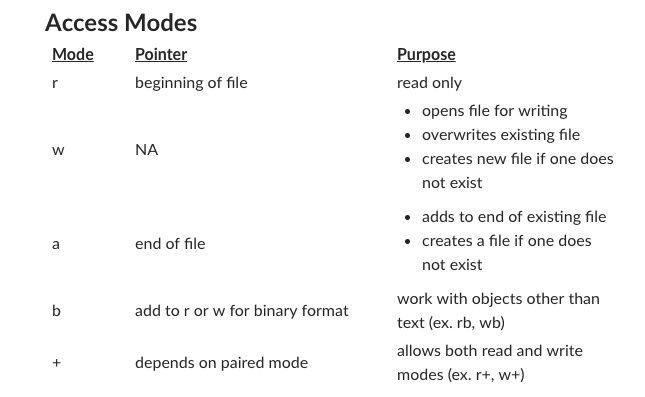 Access Modes
Mode Pointer Purpose
r beginning of file read only
• opens file for writing
• overwrites existing file
w NA
• creates new file if one does
not exist
• adds to end of existing file
a end of file
• creates a file if one does
not exist
b add to r or w for binary format
work with objects other than
text (ex. rb, wb)
+ depends on paired mode
allows both read and write
modes (ex. r+, w+)